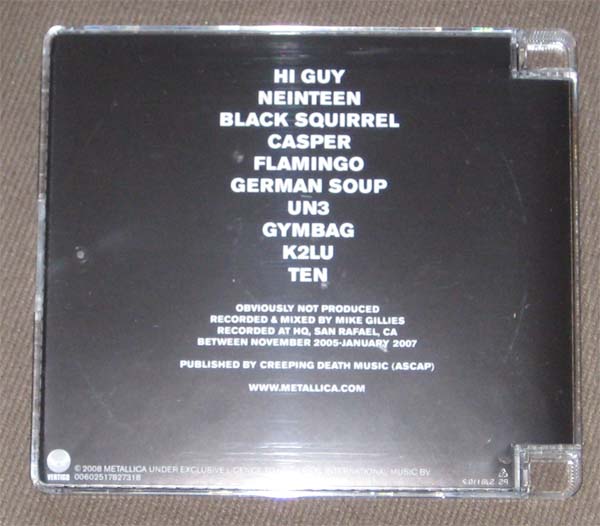 HI GUY
NEINTEEN
BLACK SQUIRREL
CASPER
FLAMINGO
GERMAN SOUP
UN3
GYMBAG
K2LU
TEN
OBVIOUSLY NOT PRODUCED
RECORDED & MIXED BY MIKE GILLIES
RECORDED AT HQ, SAN RAFAEL, CA
BETWEEN NOVEMBER 2005-JANUARY 2007
PUBLISHED BY CREEPING DEATH MUSIC (ASCAP)
WWW.METALLICA.COM
© 2008 METALLICA UNDER EXCLUSIVE INTERNATIONAL MUSIC BV
VERTIGO 00602517827318